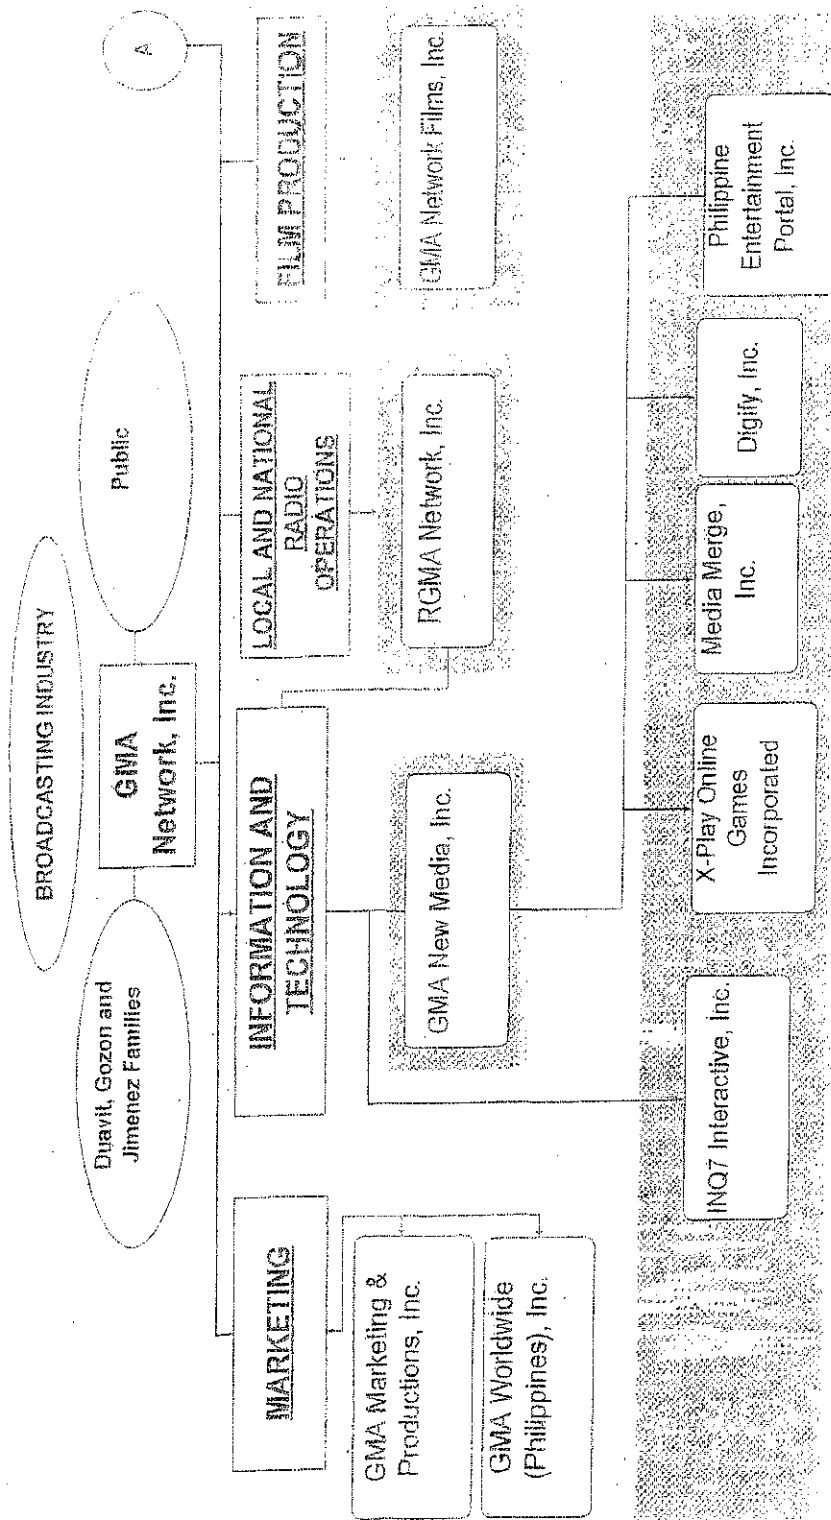 BROADCASTING INDUSTRY
Duavit, Gozon and
Jimenez Families
GMA
Network, Inc.
Public
A
MARKETING
INFORMATION AND
TECHNOLOGY
LOCAL AND NATIONAL
RADIO
OPERATIONS
FILM PRODUCTION
GMA Marketing &
Productions, Inc.
GMA Worldwide
(Philippines), Inc.
GMA New Media, Inc.
RGMA Network, Inc.
GMA Network Films, Inc.
INQ7 Interactive, Inc.
X-Play Online
Games
Incorporated
Media Merge,
Inc.
Digify, Inc.
Philippine
Entertainment
Portal, Inc.